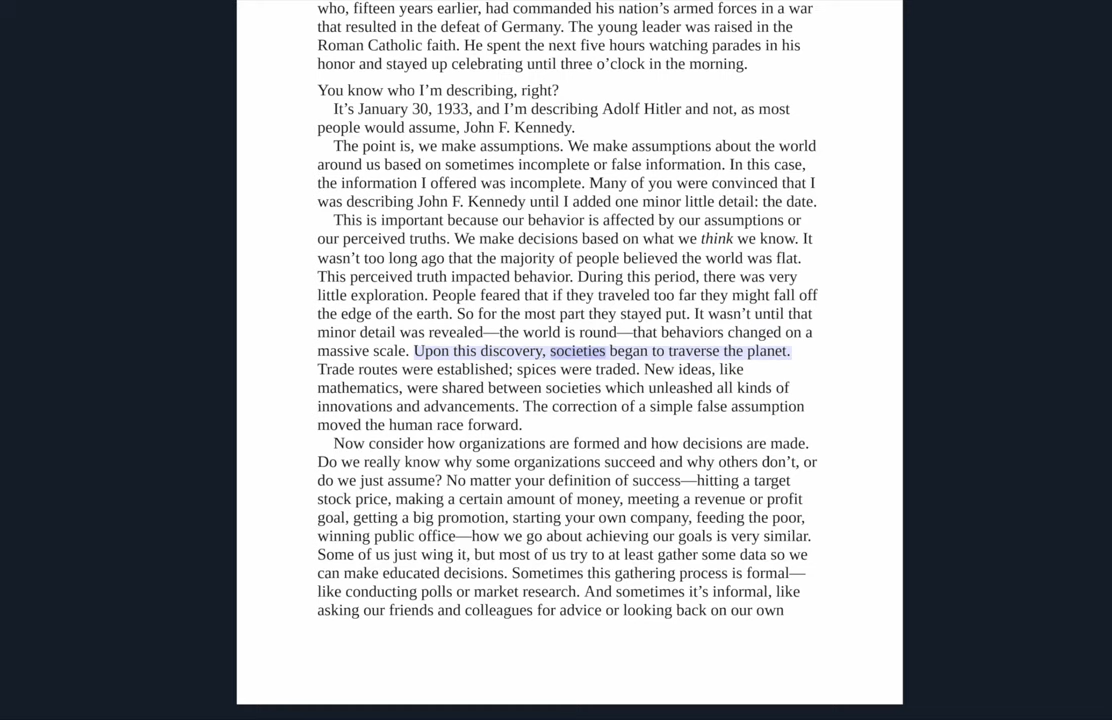 who, fifteen years earlier, had commanded his nation’s armed forces in a war
that resulted in the defeat of Germany. The young leader was raised in the
Roman Catholic faith. He spent the next five hours watching parades in his
honor and stayed up celebrating until three o’clock in the morning.
You know who I’m describing, right?
It’s January 30, 1933, and I’m describing Adolf Hitler and not, as most
people would assume, John F. Kennedy.
The point is, we make assumptions. We make assumptions about the world
around us based on sometimes incomplete or false information. In this case,
the information I offered was incomplete. Many of you were convinced that I
was describing John F. Kennedy until I added one minor little detail: the date.
This is important because our behavior is affected by our assumptions or
our perceived truths. We make decisions based on what we think we know. It
wasn’t too long ago that the majority of people believed the world was flat.
This perceived truth impacted behavior. During this period, there was very
little exploration. People feared that if they traveled too far they might fall off
the edge of the earth. So for the most part they stayed put. It wasn’t until that
minor detail was revealed—the world is round—that behaviors changed on a
massive scale. Upon this discovery, societies began to traverse the planet.
Trade routes were established; spices were traded. New ideas, like
mathematics, were shared between societies which unleashed all kinds of
innovations and advancements. The correction of a simple false assumption
moved the human race forward.
Now consider how organizations are formed and how decisions are made.
Do we really know why some organizations succeed and why others don’t, or
do we just assume? No matter your definition of success—hitting a target
stock price, making a certain amount of money, meeting a revenue or profit
goal, getting a big promotion, starting your own company, feeding the poor,
winning public office—how we go about achieving our goals is very similar.
Some of us just wing it, but most of us try to at least gather some data so we
can make educated decisions. Sometimes this gathering process is formal—
like conducting polls or market research. And sometimes it’s informal, like
asking our friends and colleagues for advice or looking back on our own